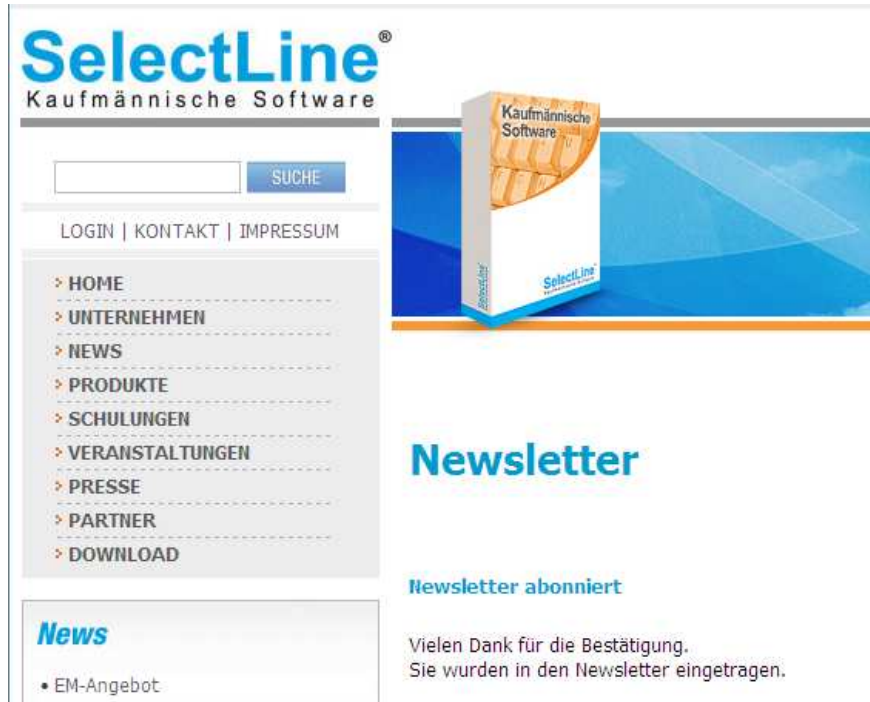 SelectLine®
Kaufmännische Software
SUCHE
LOGIN | KONTAKT | IMPRESSUM
HOME
UNTERNEHMEN
NEWS
PRODUKTE
SCHULUNGEN
VERANSTALTUNGEN
PRESSE
PARTNER
DOWNLOAD
News
• EM-Angebot
Kaufmännische
Software
SelectLine
SelectLine
Newsletter
Newsletter abonniert
Vielen Dank für die Bestätigung.
Sie wurden in den Newsletter eingetragen.